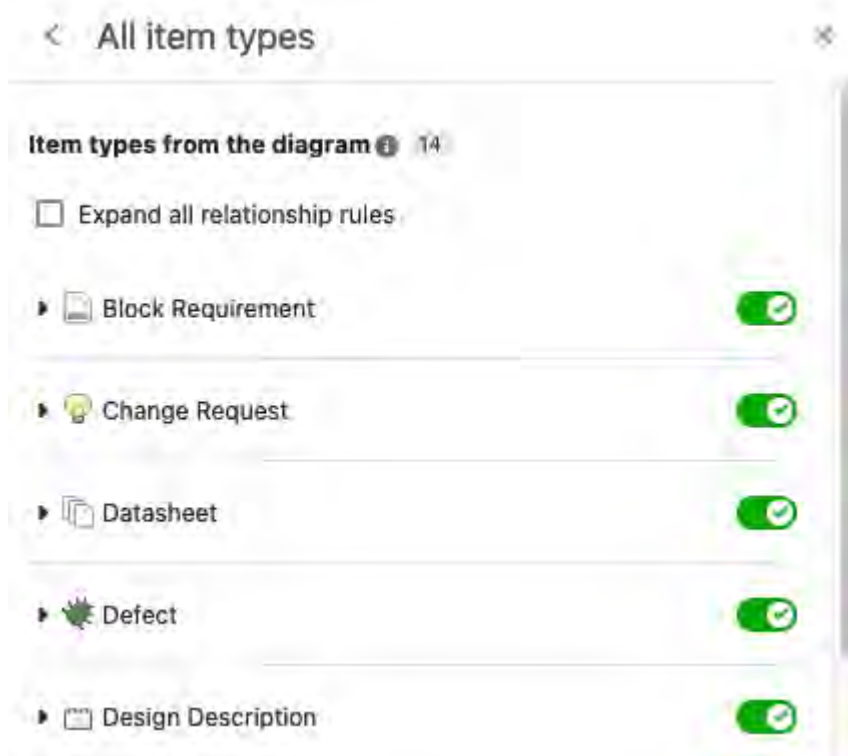 All item types
Item types from the diagram 14
Expand all relationship rules
Block Requirement
Change Request
Datasheet
Defect
Design Description